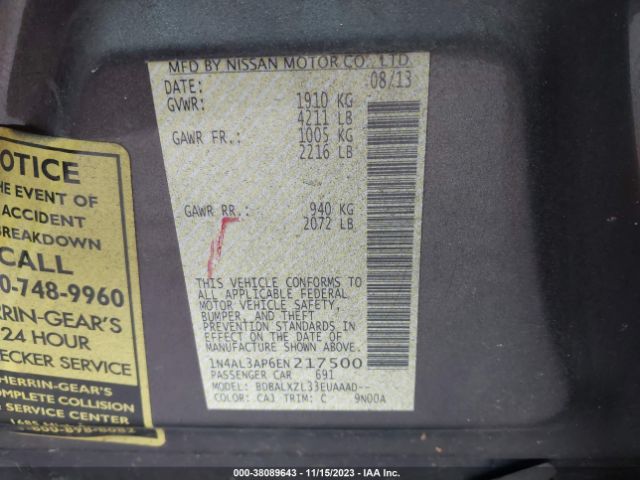 MFD BY NISSAN MOTOR CO., LTD.
DATE: 08/13
GVWR: 1910 KG
4211 LB
GAWR FR.: 1005 KG
2216 LB
GAWR RR.: 940 KG
2072 LB
THIS VEHICLE CONFORMS TO
ALL APPLICABLE FEDERAL
MOTOR VEHICLE SAFETY,
BUMPER, AND THEFT
PREVENTION STANDARDS IN
EFFECT ON THE DATE OF
MANUFACTURE SHOWN ABOVE.
1N4AL3AP6EN217500
PASSENGER CAR 691
MODEL: BDBALXZL33EUAAAD--
COLOR: CAJ TRIM: C 9N00A
OTICE
HE EVENT OF
ACCIDENT
BREAKDOWN
CALL
0-748-9960
ERRIN-GEAR'S
24 HOUR
ECKER SERVICE
HERRIN-GEAR'S
OMPLETE COLLISION
& SERVICE CENTER
000-38089643 - 11/15/2023 - IAA Inc.